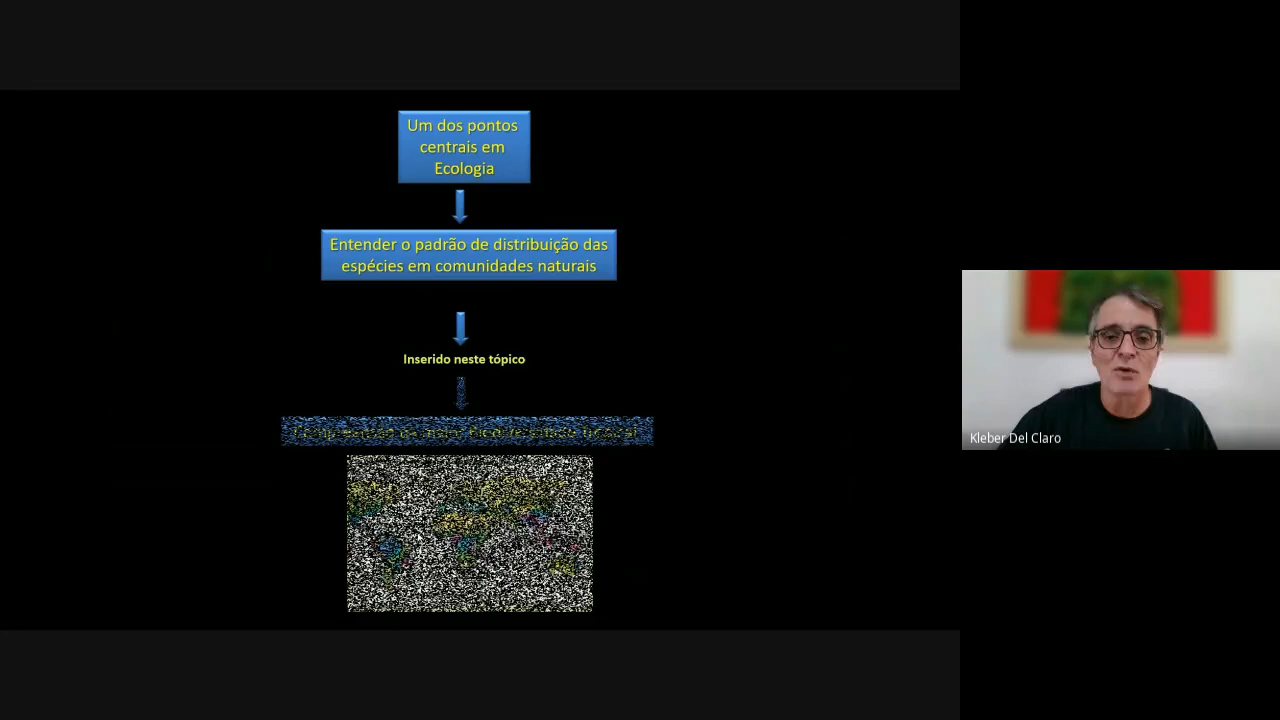 Um dos pontos
centrais em
Ecologia
Entender o padrão de distribuição das
espécies em comunidades naturais
Inserido neste tópico
Kleber Del Claro